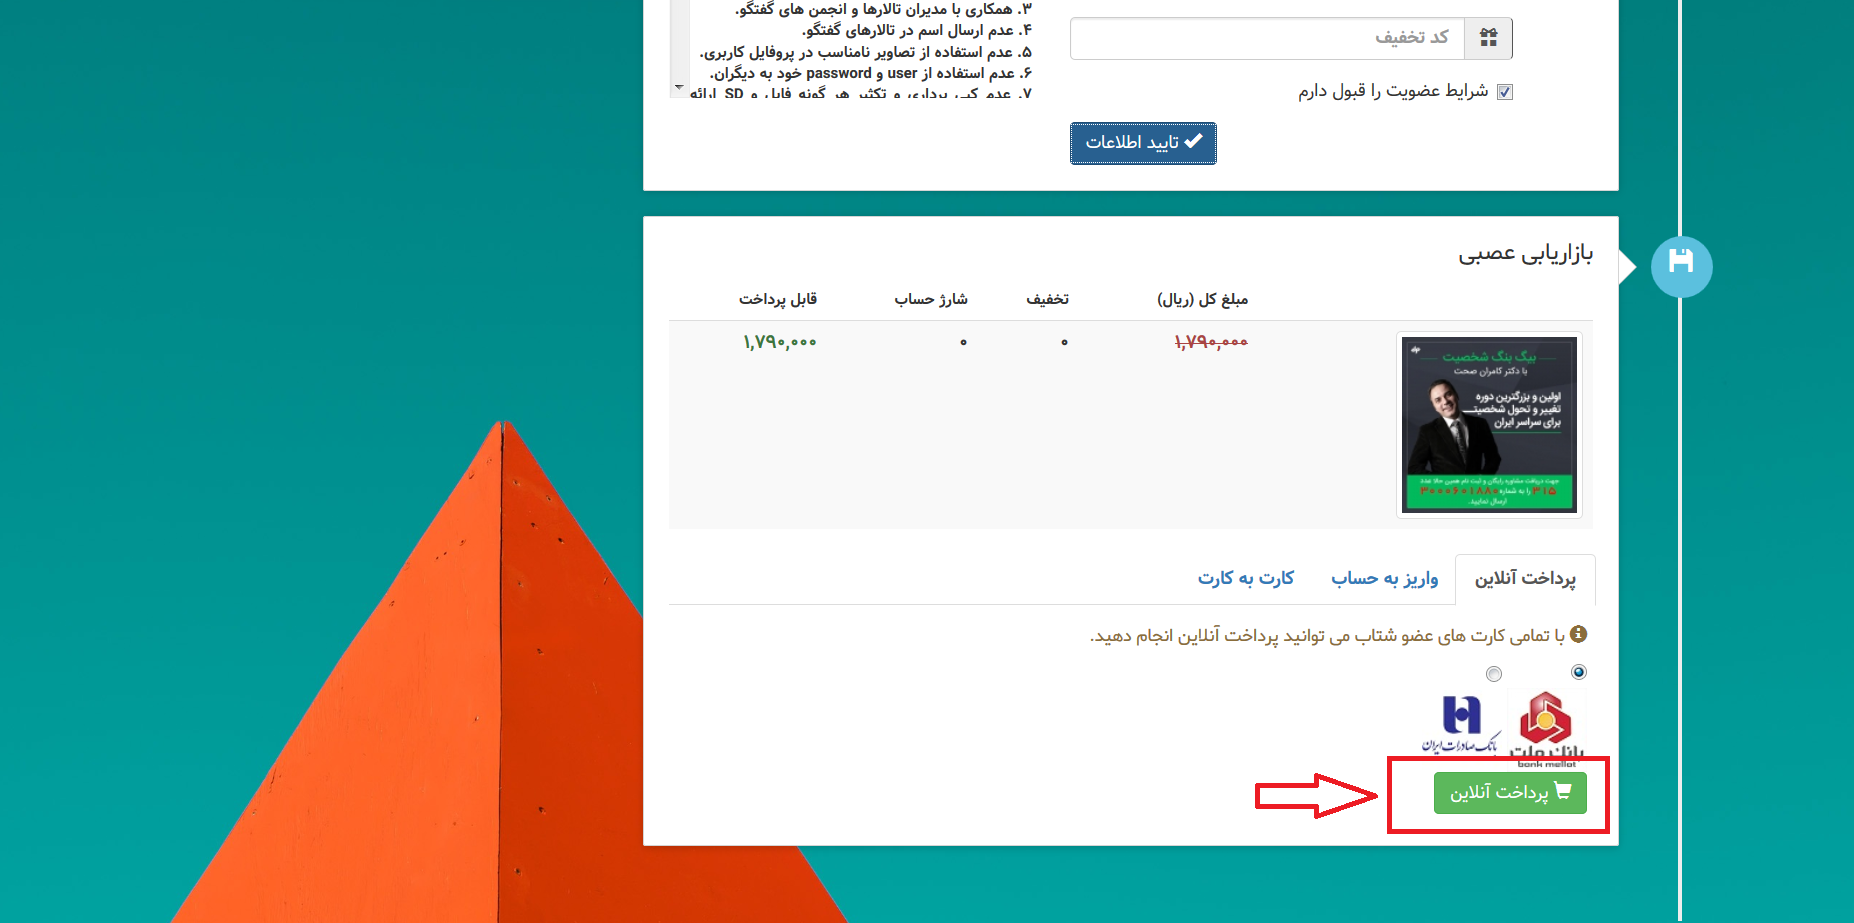 ۳. همکاری با مدیران تالارها و انجمن های گفتگو.
۴. عدم ارسال اسم در تالارهای گفتگو.
۵. عدم استفاده از تصاویر نامناسب در پروفایل کاربری.
۶. عدم استفاده از user و password خود به دیگران.
۷. عدم کپی برداری و تکثیر هر گونه فایل و SD ارائه
کد تخفیف
شرایط عضویت را قبول دارم
تایید اطلاعات
بازاریابی عصبی
مبلغ کل (ریال) تخفیف شارژ حساب قابل پرداخت
۱,۷۹۰,۰۰۰ ۰ ۰ ۱,۷۹۰,۰۰۰
بیگ بنگ شخصیت
با دکتر کامران صحت
اولین و بزرگترین دوره
تغییر و تحول شخصیت
برای سراسر ایران
جهت دریافت مشاوره رایگان و ثبت نام همین حالا عدد
۳۱۵ را به شماره ۳۰۰۰۶۰۱۸۸۰
ارسال نمایید.
پرداخت آنلاین واریز به حساب کارت به کارت
با تمامی کارت های عضو شتاب می توانید پرداخت آنلاین انجام دهید.
بانک ملت
bank mellat
بانک صادرات ایران
پرداخت آنلاین